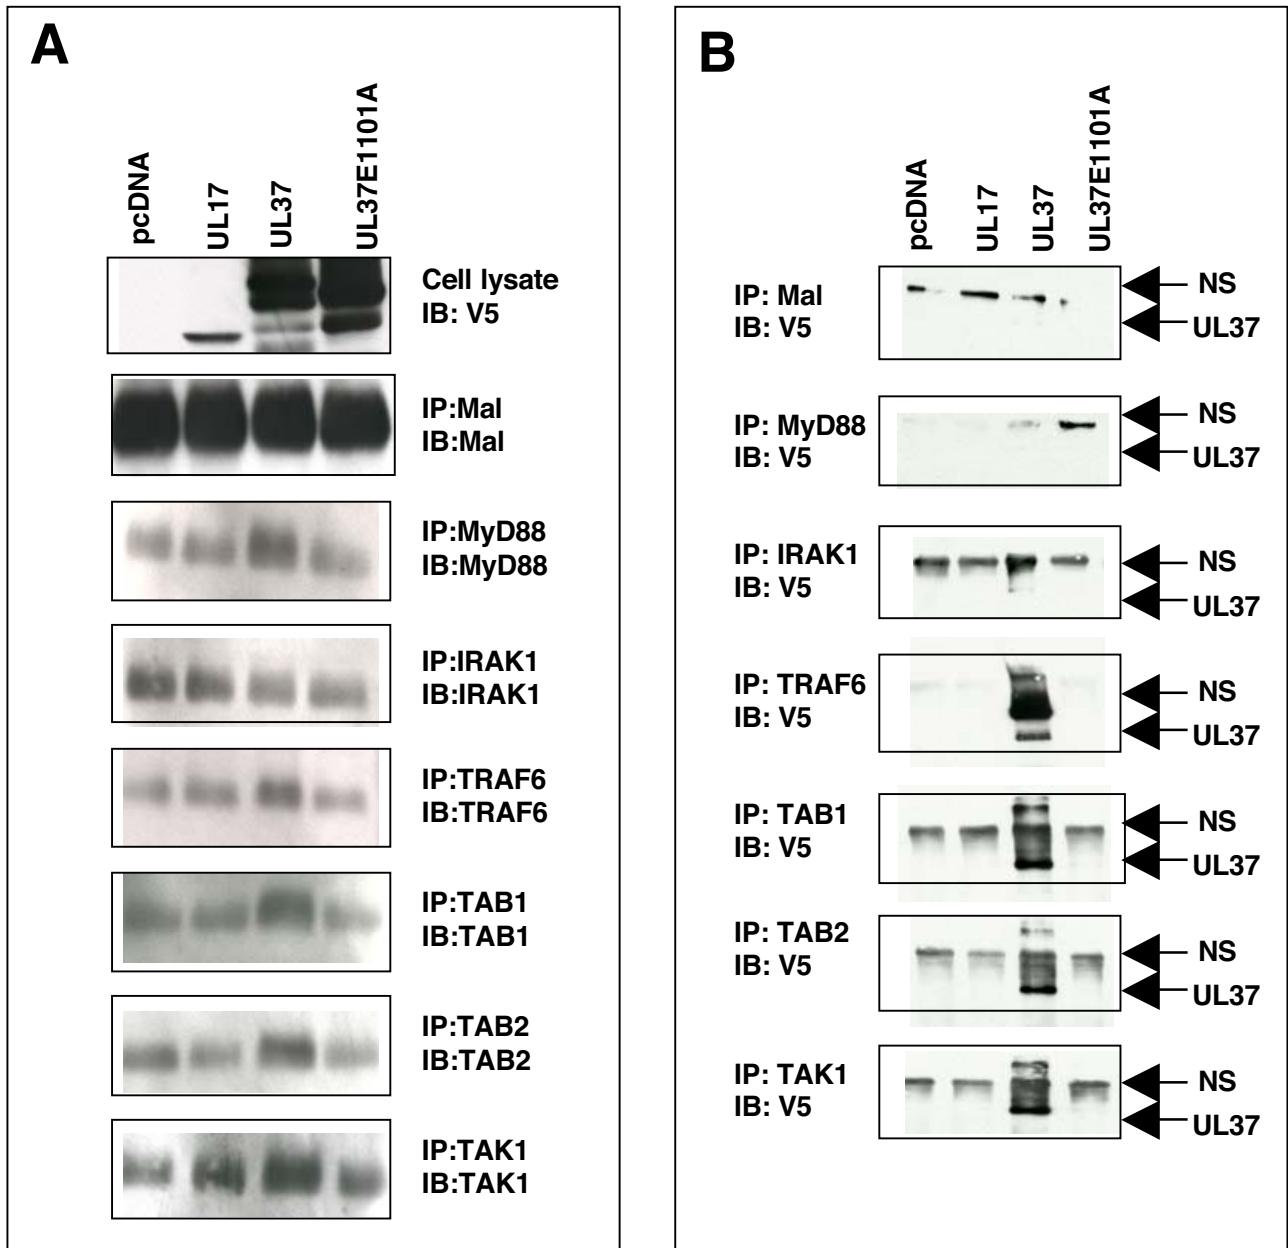 A
pcDNA
UL17
UL37
UL37E1101A
Cell lysate
IB: V5
IP:Mal
IB:Mal
IP:MyD88
IB:MyD88
IP:IRAK1
IB:IRAK1
IP:TRAF6
IB:TRAF6
IP:TAB1
IB:TAB1
IP:TAB2
IB:TAB2
IP:TAK1
IB:TAK1
B
pcDNA
UL17
UL37
UL37E1101A
IP: Mal
IB: V5
NS
UL37
IP: MyD88
IB: V5
NS
UL37
IP: IRAK1
IB: V5
NS
UL37
IP: TRAF6
IB: V5
NS
UL37
IP: TAB1
IB: V5
NS
UL37
IP: TAB2
IB: V5
NS
UL37
IP: TAK1
IB: V5
NS
UL37